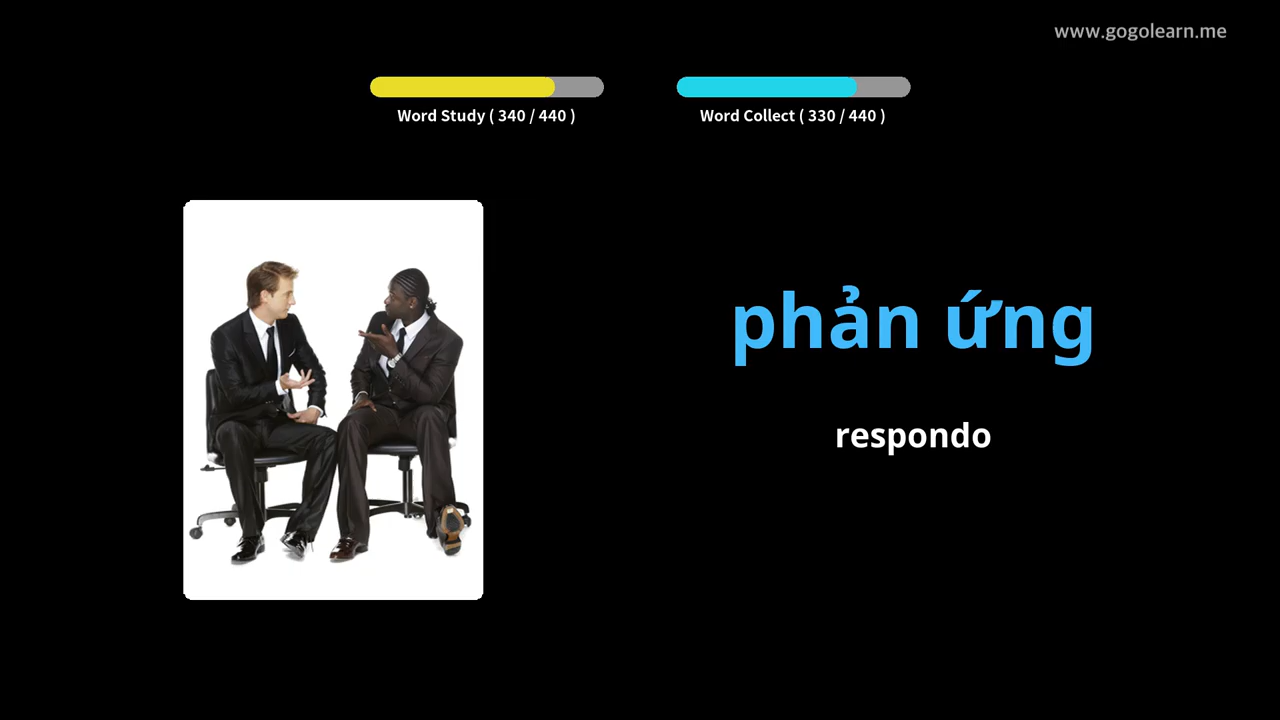 www.gogolearn.me
Word Study ( 340 / 440 )
Word Collect ( 330 / 440 )
phản ứng
respondo